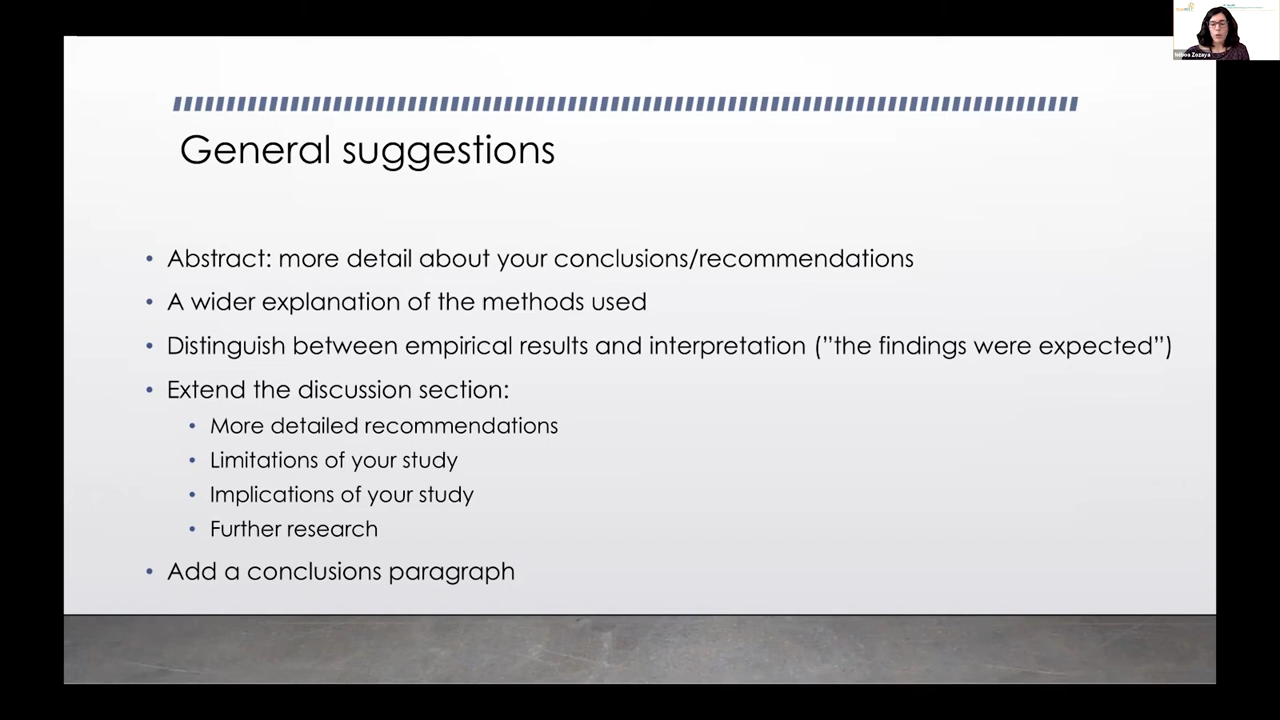 General suggestions
• Abstract: more detail about your conclusions/recommendations
• A wider explanation of the methods used
• Distinguish between empirical results and interpretation (”the findings were expected”)
• Extend the discussion section:
• More detailed recommendations
• Limitations of your study
• Implications of your study
• Further research
• Add a conclusions paragraph
Zozaya